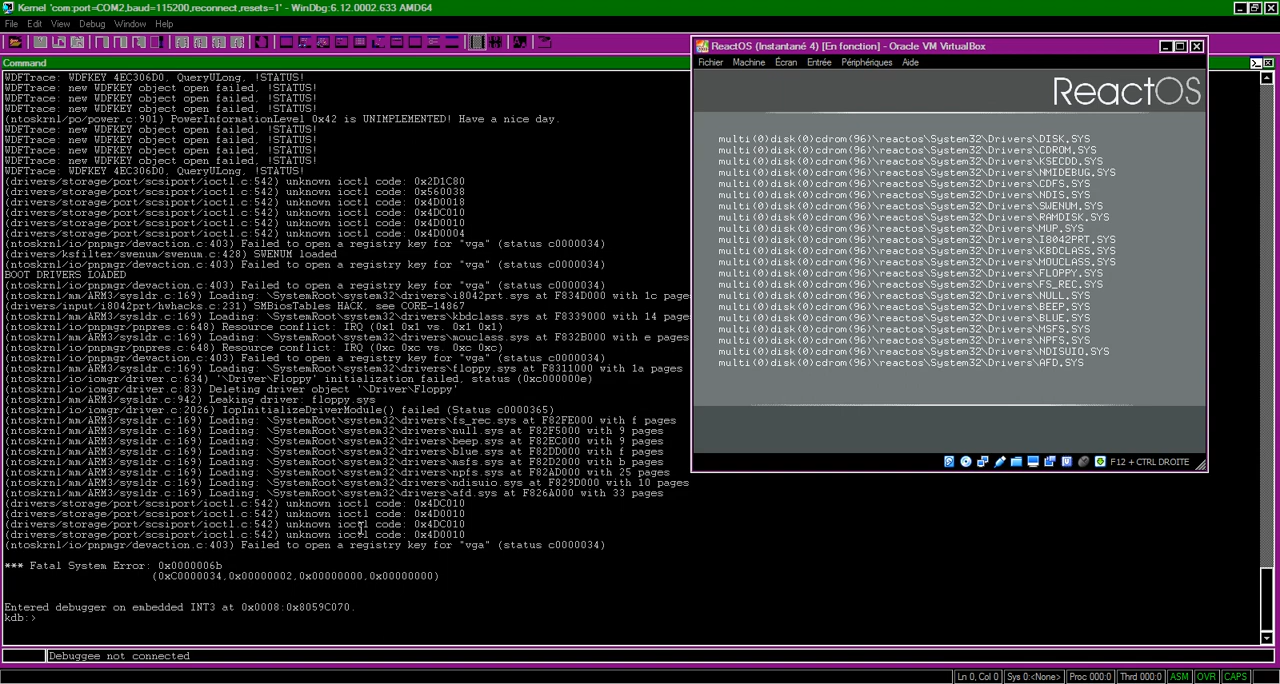 Kernel 'com:port=COM2,baud=115200,reconnect,resets=1' - WinDbg:6.12.0002.633 AMD64
File Edit View Debug Window Help
Command
WDFTrace: WDFKEY 4EC306D0, QueryULong, !STATUS!
WDFTrace: new WDFKEY object open failed, !STATUS!
WDFTrace: new WDFKEY object open failed, !STATUS!
WDFTrace: new WDFKEY object open failed, !STATUS!
(ntoskrnl/po/power.c:901) PowerInformationLevel 0x42 is UNIMPLEMENTED! Have a nice day.
WDFTrace: new WDFKEY object open failed, !STATUS!
WDFTrace: new WDFKEY object open failed, !STATUS!
WDFTrace: new WDFKEY object open failed, !STATUS!
WDFTrace: new WDFKEY object open failed, !STATUS!
WDFTrace: WDFKEY 4EC306D0, QueryULong, !STATUS!
(drivers/storage/port/scsiport/ioctl.c:542) unknown ioctl code: 0x2D1C80
(drivers/storage/port/scsiport/ioctl.c:542) unknown ioctl code: 0x560038
(drivers/storage/port/scsiport/ioctl.c:542) unknown ioctl code: 0x4D0018
(drivers/storage/port/scsiport/ioctl.c:542) unknown ioctl code: 0x4DC010
(drivers/storage/port/scsiport/ioctl.c:542) unknown ioctl code: 0x4D0010
(drivers/storage/port/scsiport/ioctl.c:542) unknown ioctl code: 0x4D0004
(ntoskrnl/io/pnpmgr/devaction.c:403) Failed to open a registry key for "vga" (status c0000034)
(drivers/ksfilter/swenum/swenum.c:428) SWENUM loaded
(ntoskrnl/io/pnpmgr/devaction.c:403) Failed to open a registry key for "vga" (status c0000034)
BOOT DRIVERS LOADED
(ntoskrnl/io/pnpmgr/devaction.c:403) Failed to open a registry key for "vga" (status c0000034)
(ntoskrnl/mm/ARM3/sysldr.c:169) Loading: \SystemRoot\system32\drivers\i8042prt.sys at F834D000 with 1c pages
(drivers/input/i8042prt/hwhacks.c:231) SMBiosTables HACK, see CORE-14867
(ntoskrnl/mm/ARM3/sysldr.c:169) Loading: \SystemRoot\system32\drivers\kbdclass.sys at F8339000 with 14 pages
(ntoskrnl/io/pnpmgr/pnpres.c:648) Resource conflict: IRQ (0x1 0x1 vs. 0x1 0x1)
(ntoskrnl/mm/ARM3/sysldr.c:169) Loading: \SystemRoot\system32\drivers\mouclass.sys at F832B000 with e pages
(ntoskrnl/io/pnpmgr/pnpres.c:648) Resource conflict: IRQ (0xc 0xc vs. 0xc 0xc)
(ntoskrnl/io/pnpmgr/devaction.c:403) Failed to open a registry key for "vga" (status c0000034)
(ntoskrnl/mm/ARM3/sysldr.c:169) Loading: \SystemRoot\system32\drivers\floppy.sys at F8311000 with 1a pages
(ntoskrnl/io/iomgr/driver.c:634) '\Driver\Floppy' initialization failed, status (0xc000000e)
(ntoskrnl/io/iomgr/driver.c:83) Deleting driver object '\Driver\Floppy'
(ntoskrnl/mm/ARM3/sysldr.c:942) Leaking driver: floppy.sys
(ntoskrnl/io/iomgr/driver.c:2026) IopInitializeDriverModule() failed (Status c0000365)
(ntoskrnl/mm/ARM3/sysldr.c:169) Loading: \SystemRoot\system32\drivers\fs_rec.sys at F82FE000 with f pages
(ntoskrnl/mm/ARM3/sysldr.c:169) Loading: \SystemRoot\system32\drivers\null.sys at F82F5000 with 9 pages
(ntoskrnl/mm/ARM3/sysldr.c:169) Loading: \SystemRoot\system32\drivers\beep.sys at F82EC000 with 9 pages
(ntoskrnl/mm/ARM3/sysldr.c:169) Loading: \SystemRoot\system32\drivers\blue.sys at F82DD000 with f pages
(ntoskrnl/mm/ARM3/sysldr.c:169) Loading: \SystemRoot\system32\drivers\msfs.sys at F82D2000 with b pages
(ntoskrnl/mm/ARM3/sysldr.c:169) Loading: \SystemRoot\system32\drivers\npfs.sys at F82AD000 with 25 pages
(ntoskrnl/mm/ARM3/sysldr.c:169) Loading: \SystemRoot\system32\drivers\ndisuio.sys at F829D000 with 10 pages
(ntoskrnl/mm/ARM3/sysldr.c:169) Loading: \SystemRoot\system32\drivers\afd.sys at F826A000 with 33 pages
(drivers/storage/port/scsiport/ioctl.c:542) unknown ioctl code: 0x4DC010
(drivers/storage/port/scsiport/ioctl.c:542) unknown ioctl code: 0x4D0010
(drivers/storage/port/scsiport/ioctl.c:542) unknown ioctl code: 0x4DC010
(drivers/storage/port/scsiport/ioctl.c:542) unknown ioctl code: 0x4D0010
(ntoskrnl/io/pnpmgr/devaction.c:403) Failed to open a registry key for "vga" (status c0000034)
*** Fatal System Error: 0x0000006b
(0xC0000034,0x00000002,0x00000000,0x00000000)
Entered debugger on embedded INT3 at 0x0008:0x8059C070.
kdb:>
Debuggee not connected
Ln 0, Col 0 Sys 0:<None> Proc 000:0 Thrd 000:0 ASM OVR CAPS
ReactOS (Instantané 4) [En fonction] - Oracle VM VirtualBox
Fichier Machine Écran Entrée Périphériques Aide
ReactOS
multi(0)disk(0)cdrom(96)\reactos\System32\Drivers\DISK.SYS
multi(0)disk(0)cdrom(96)\reactos\System32\Drivers\CDROM.SYS
multi(0)disk(0)cdrom(96)\reactos\System32\Drivers\KSECDD.SYS
multi(0)disk(0)cdrom(96)\reactos\System32\Drivers\NMIDEBUG.SYS
multi(0)disk(0)cdrom(96)\reactos\System32\Drivers\CDFS.SYS
multi(0)disk(0)cdrom(96)\reactos\System32\Drivers\NDIS.SYS
multi(0)disk(0)cdrom(96)\reactos\System32\Drivers\SWENUM.SYS
multi(0)disk(0)cdrom(96)\reactos\System32\Drivers\RAMDISK.SYS
multi(0)disk(0)cdrom(96)\reactos\System32\Drivers\MUP.SYS
multi(0)disk(0)cdrom(96)\reactos\System32\Drivers\I8042PRT.SYS
multi(0)disk(0)cdrom(96)\reactos\System32\Drivers\KBDCLASS.SYS
multi(0)disk(0)cdrom(96)\reactos\System32\Drivers\MOUCLASS.SYS
multi(0)disk(0)cdrom(96)\reactos\System32\Drivers\FLOPPY.SYS
multi(0)disk(0)cdrom(96)\reactos\System32\Drivers\FS_REC.SYS
multi(0)disk(0)cdrom(96)\reactos\System32\Drivers\NULL.SYS
multi(0)disk(0)cdrom(96)\reactos\System32\Drivers\BEEP.SYS
multi(0)disk(0)cdrom(96)\reactos\System32\Drivers\BLUE.SYS
multi(0)disk(0)cdrom(96)\reactos\System32\Drivers\MSFS.SYS
multi(0)disk(0)cdrom(96)\reactos\System32\Drivers\NPFS.SYS
multi(0)disk(0)cdrom(96)\reactos\System32\Drivers\NDISUIO.SYS
multi(0)disk(0)cdrom(96)\reactos\System32\Drivers\AFD.SYS
F12 + CTRL DROITE